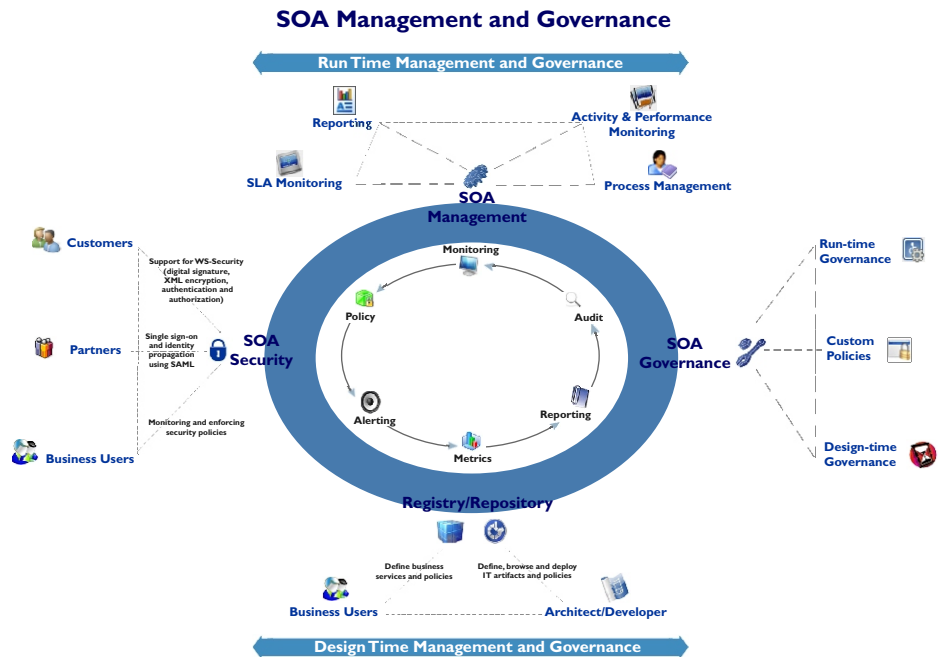 SOA Management and Governance
Run Time Management and Governance
Reporting
Activity & Performance
Monitoring
SLA Monitoring
Process Management
SOA
Management
Customers
Support for WS-Security
(digital signature,
XML encryption,
authentication and
authorization)
Partners
Single sign-on
and identity
propagation
using SAML
SOA
Security
Monitoring and enforcing
security policies
Business Users
Monitoring
Policy
Audit
Alerting
Reporting
Metrics
SOA
Governance
Run-time
Governance
Custom
Policies
Design-time
Governance
Registry/Repository
Define business
services and policies
Define, browse and deploy
IT artifacts and policies
Business Users
Architect/Developer
Design Time Management and Governance